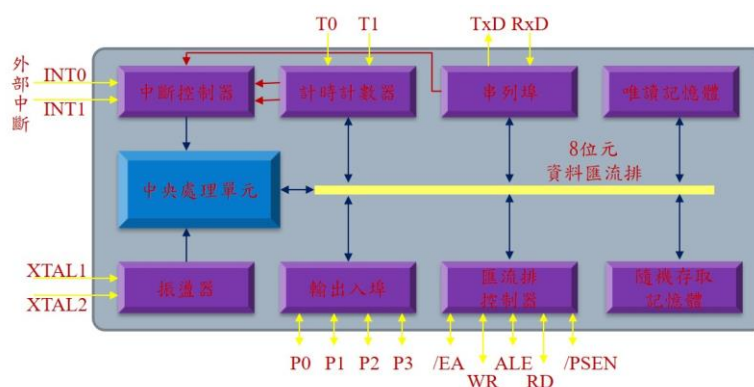 T0 T1 TxD RxD
外部中斷
INT0
INT1
中斷控制器
計時計數器
串列埠
唯讀記憶體
8位元
資料匯流排
中央處理單元
XTAL1
XTAL2
振盪器
輸出入埠
匯流排
控制器
隨機存取
記憶體
P0 P1 P2 P3 /EA ALE /PSEN
WR RD